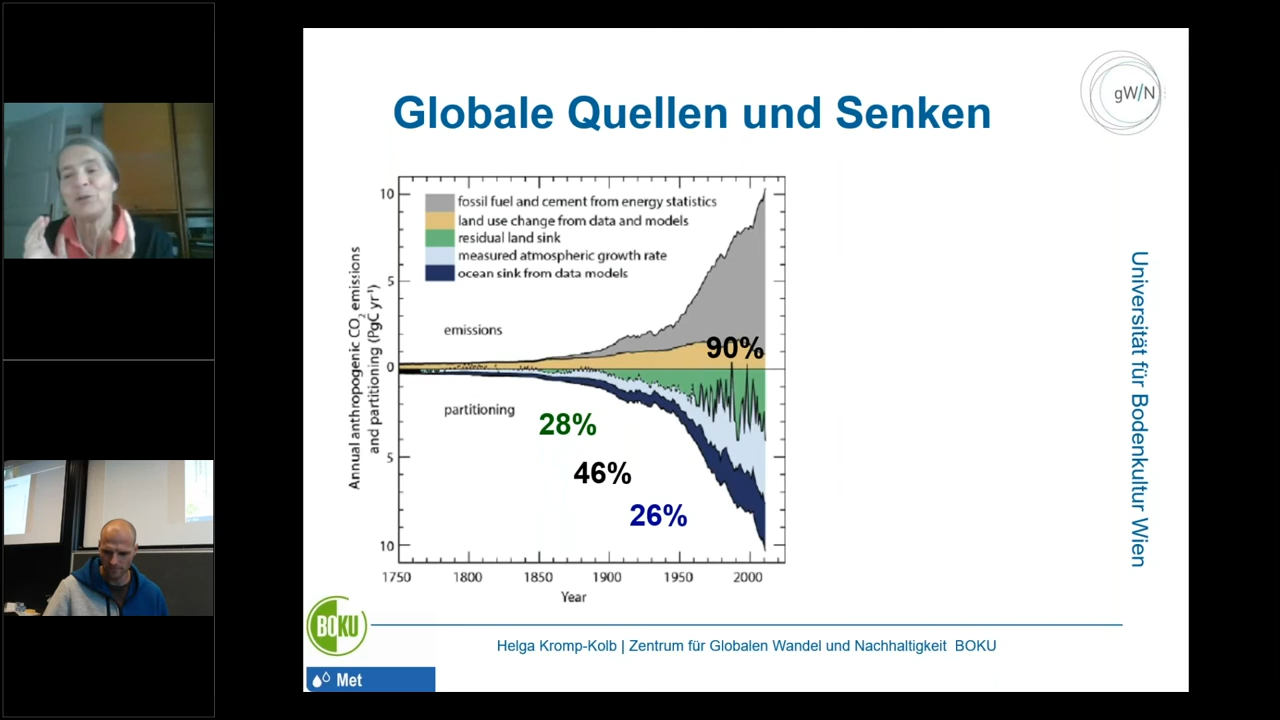 Globale Quellen und Senken
gW/N
10
5
0
5
10
Annual anthropogenic CO2 emissions
and partitioning (PgC yr⁻¹)
fossil fuel and cement from energy statistics
land use change from data and models
residual land sink
measured atmospheric growth rate
ocean sink from data models
emissions
90%
partitioning
28%
46%
26%
1750 1800 1850 1900 1950 2000
Year
Universität für Bodenkultur Wien
BOKU
Helga Kromp-Kolb | Zentrum für Globalen Wandel und Nachhaltigkeit BOKU
Met